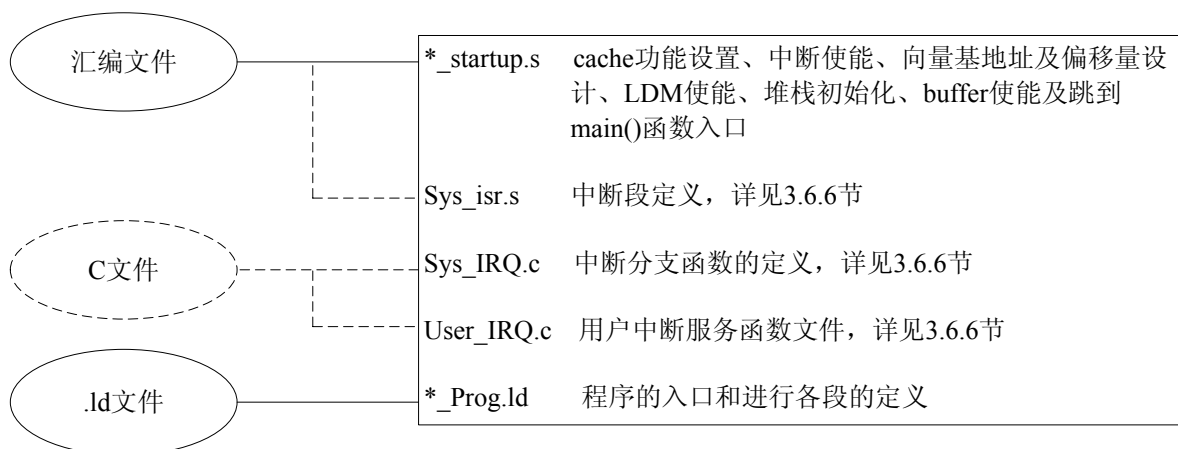 汇编文件
*_startup.s cache功能设置、中断使能、向量基地址及偏移量设
计、LDM使能、堆栈初始化、buffer使能及跳到
main()函数入口
Sys_isr.s 中断段定义，详见3.6.6节
C文件
Sys_IRQ.c 中断分支函数的定义，详见3.6.6节
User_IRQ.c 用户中断服务函数文件，详见3.6.6节
.ld文件
*_Prog.ld 程序的入口和进行各段的定义